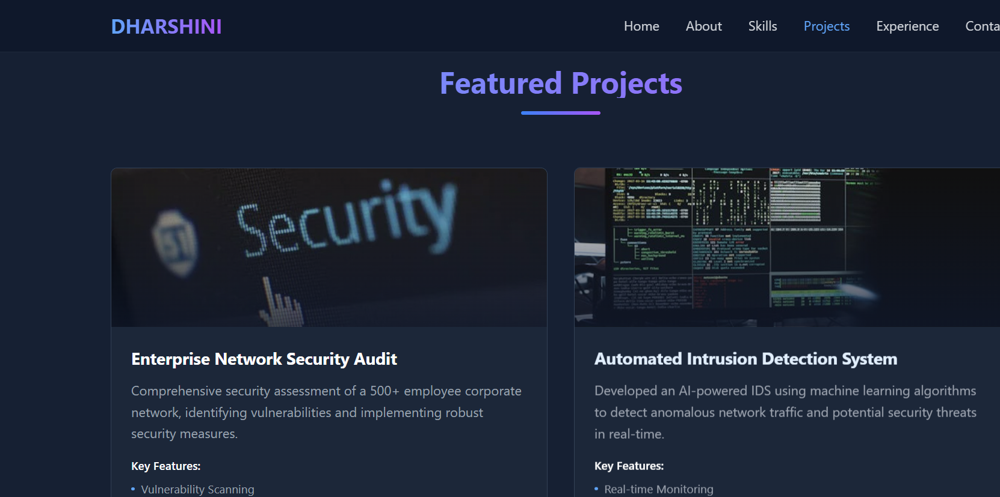 DHARSHINI
Home About Skills Projects Experience Conta
Featured Projects
Security
Enterprise Network Security Audit
Comprehensive security assessment of a 500+ employee corporate
network, identifying vulnerabilities and implementing robust
security measures.
Key Features:
• Vulnerability Scanning
Automated Intrusion Detection System
Developed an AI-powered IDS using machine learning algorithms
to detect anomalous network traffic and potential security threats
in real-time.
Key Features:
• Real-time Monitoring